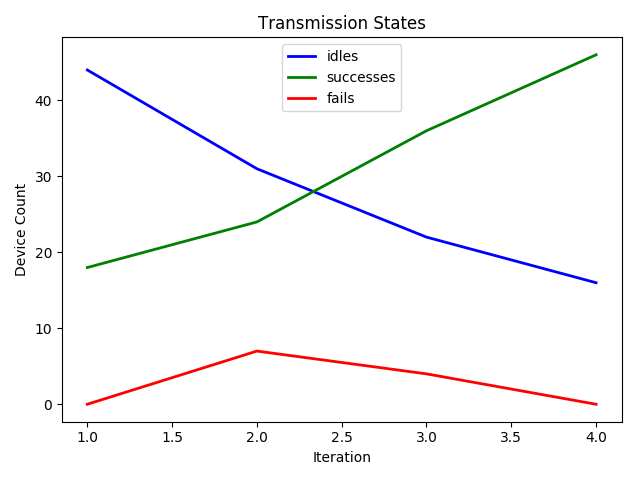 Transmission States
idles
successes
fails
Device Count
40
30
20
10
0
1.0 1.5 2.0 2.5 3.0 3.5 4.0
Iteration